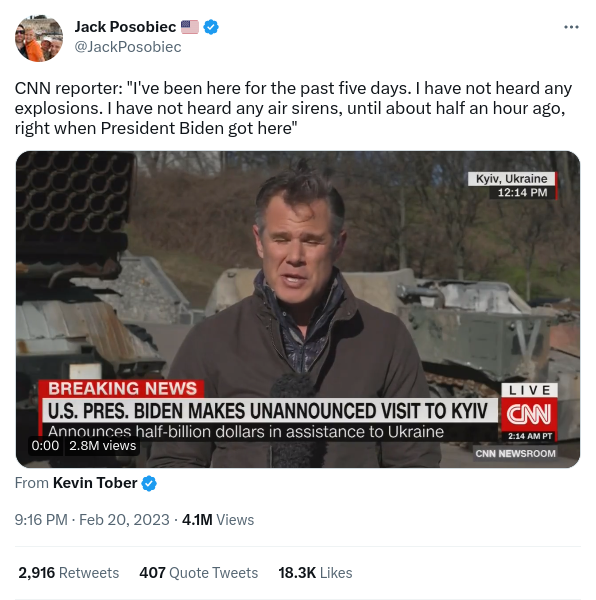 Jack Posobiec
@JackPosobiec
CNN reporter: "I've been here for the past five days. I have not heard any
explosions. I have not heard any air sirens, until about half an hour ago,
right when President Biden got here"
Kyiv, Ukraine
12:14 PM
BREAKING NEWS
U.S. PRES. BIDEN MAKES UNANNOUNCED VISIT TO KYIV
Announces half-billion dollars in assistance to Ukraine
LIVE
CNN
2:14 AM PT
0:00 2.8M views
CNN NEWSROOM
From Kevin Tober
9:16 PM · Feb 20, 2023 · 4.1M Views
2,916 Retweets 407 Quote Tweets 18.3K Likes